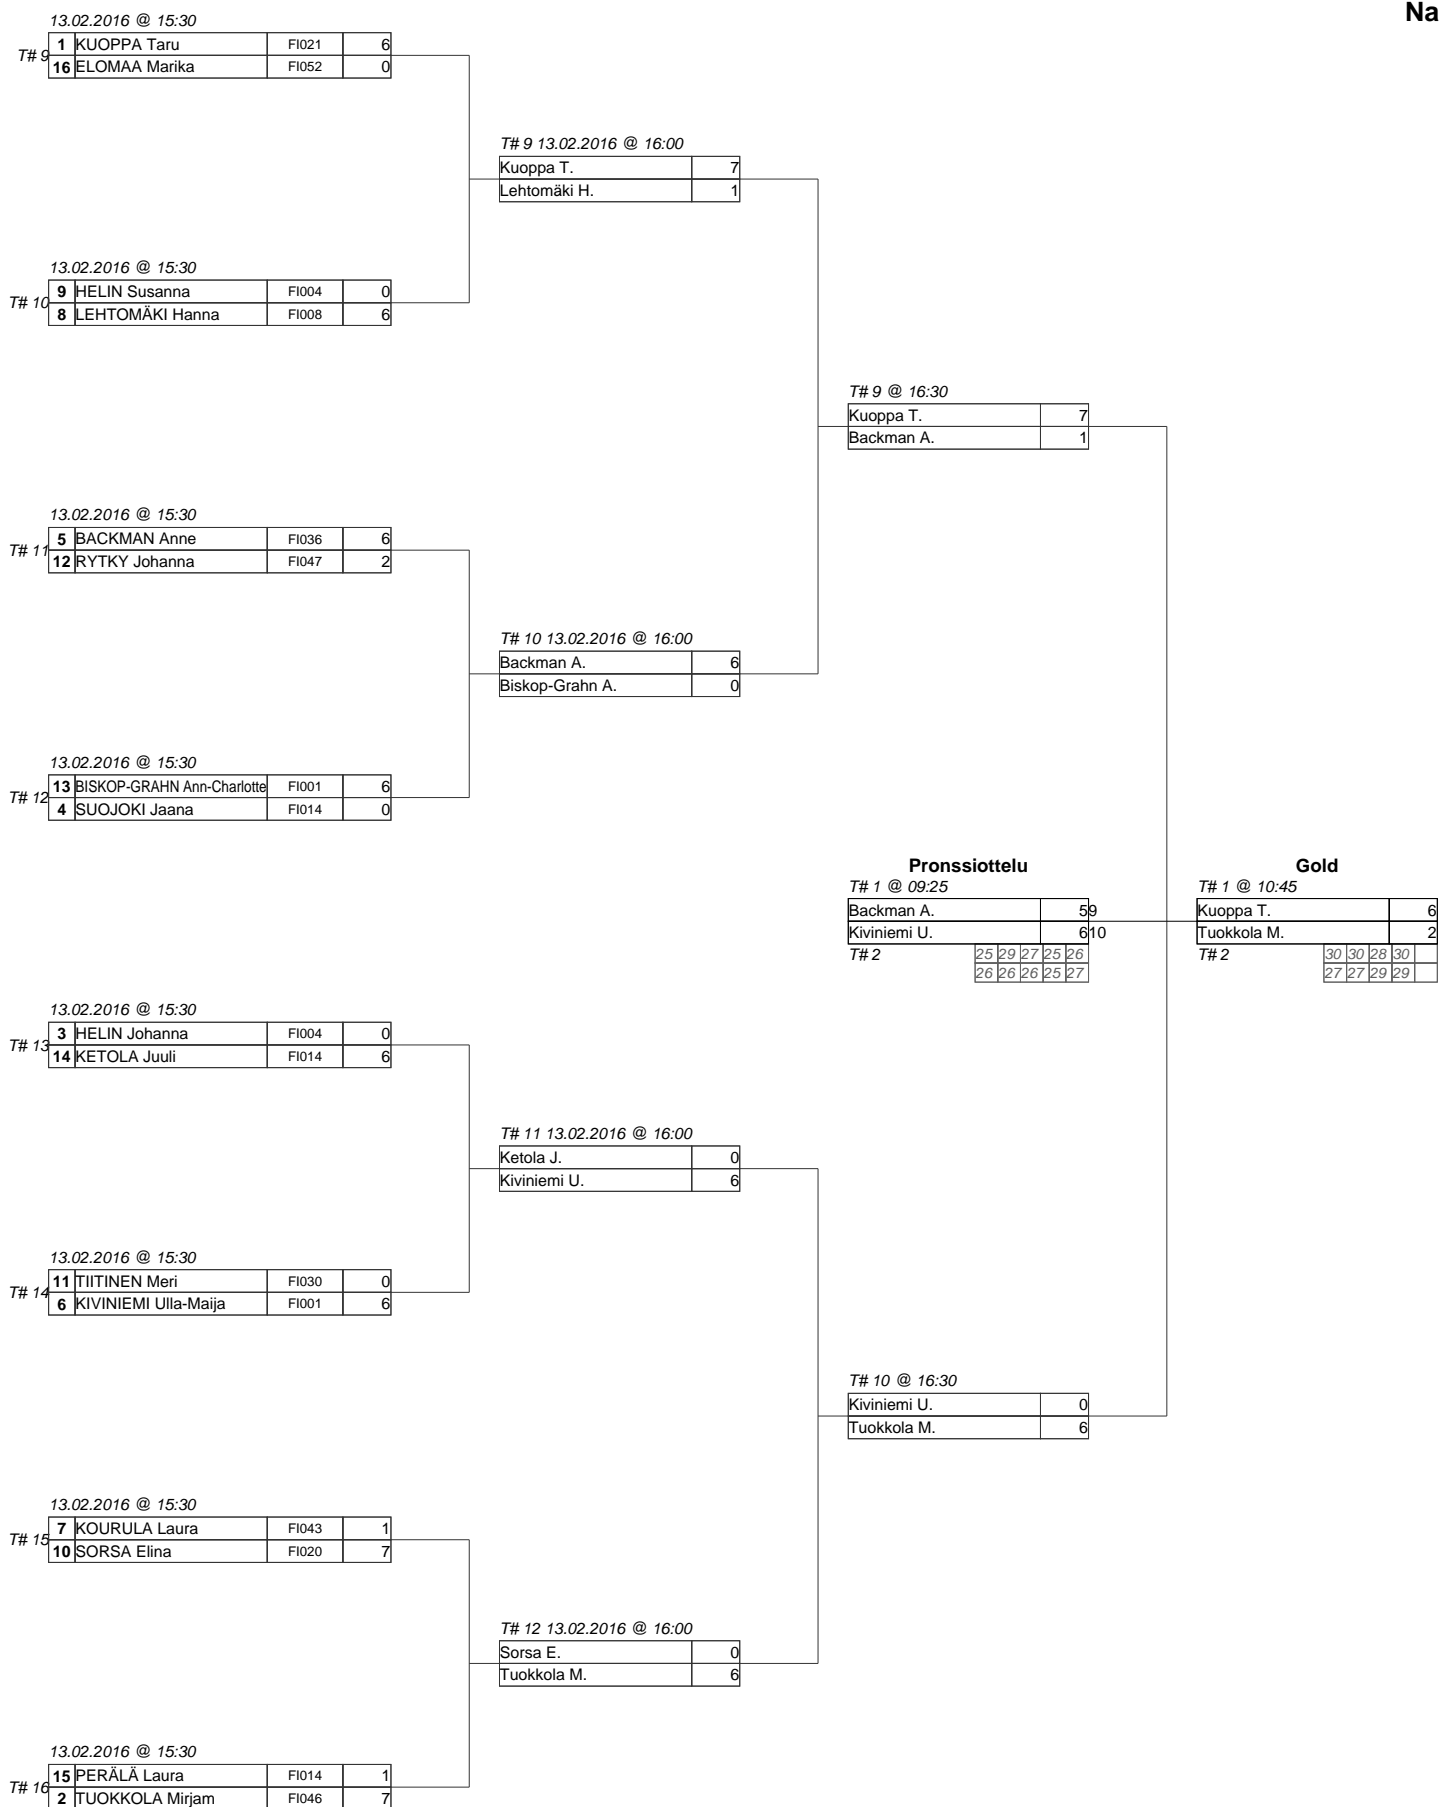 Na
13.02.2016 @ 15:30
T# 9
1 KUOPPA Taru FI021 6
16 ELOMAA Marika FI052 0
T# 9 13.02.2016 @ 16:00
Kuoppa T. 7
Lehtomäki H. 1
13.02.2016 @ 15:30
T# 10
9 HELIN Susanna FI004 0
8 LEHTOMÄKI Hanna FI008 6
T# 9 @ 16:30
Kuoppa T. 7
Backman A. 1
13.02.2016 @ 15:30
T# 11
5 BACKMAN Anne FI036 6
12 RYTKY Johanna FI047 2
T# 10 13.02.2016 @ 16:00
Backman A. 6
Biskop-Grahn A. 0
13.02.2016 @ 15:30
T# 12
13 BISKOP-GRAHN Ann-Charlotte FI001 6
4 SUOJOKI Jaana FI014 0
Pronssiottelu
T# 1 @ 09:25
Backman A. 5 9
Kiviniemi U. 6 10
T# 2
25 29 27 25 26
26 26 26 25 27
Gold
T# 1 @ 10:45
Kuoppa T. 6
Tuokkola M. 2
T# 2
30 30 28 30
27 27 29 29
13.02.2016 @ 15:30
T# 13
3 HELIN Johanna FI004 0
14 KETOLA Juuli FI014 6
T# 11 13.02.2016 @ 16:00
Ketola J. 0
Kiviniemi U. 6
13.02.2016 @ 15:30
T# 14
11 TIITINEN Meri FI030 0
6 KIVINIEMI Ulla-Maija FI001 6
T# 10 @ 16:30
Kiviniemi U. 0
Tuokkola M. 6
13.02.2016 @ 15:30
T# 15
7 KOURULA Laura FI043 1
10 SORSA Elina FI020 7
T# 12 13.02.2016 @ 16:00
Sorsa E. 0
Tuokkola M. 6
13.02.2016 @ 15:30
T# 16
15 PERÄLÄ Laura FI014 1
2 TUOKKOLA Mirjam FI046 7